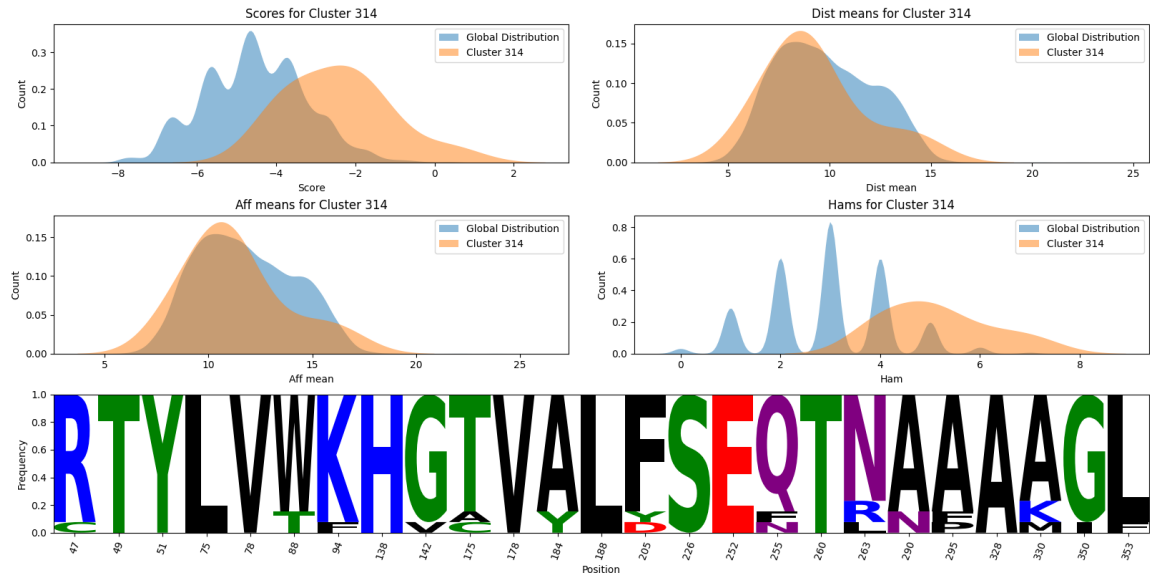 Scores for Cluster 314
Count
0.3
0.2
0.1
0.0
−8
−6
−4
−2
0
2
Score
Global Distribution
Cluster 314
Dist means for Cluster 314
Count
0.15
0.10
0.05
0.00
5
10
15
20
25
Dist mean
Global Distribution
Cluster 314
Aff means for Cluster 314
Count
0.15
0.10
0.05
0.00
5
10
15
20
25
Aff mean
Global Distribution
Cluster 314
Hams for Cluster 314
Count
0.8
0.6
0.4
0.2
0.0
0
2
4
6
8
Ham
Global Distribution
Cluster 314
Frequency
1.0
0.8
0.6
0.4
0.2
0.0
R T Y L V W K H G T V A L F S E Q T N A A A A G L
47 49 51 75 78 88 94 138 142 175 178 184 188 205 226 257 255 260 263 290 295 328 330 350 353
Position